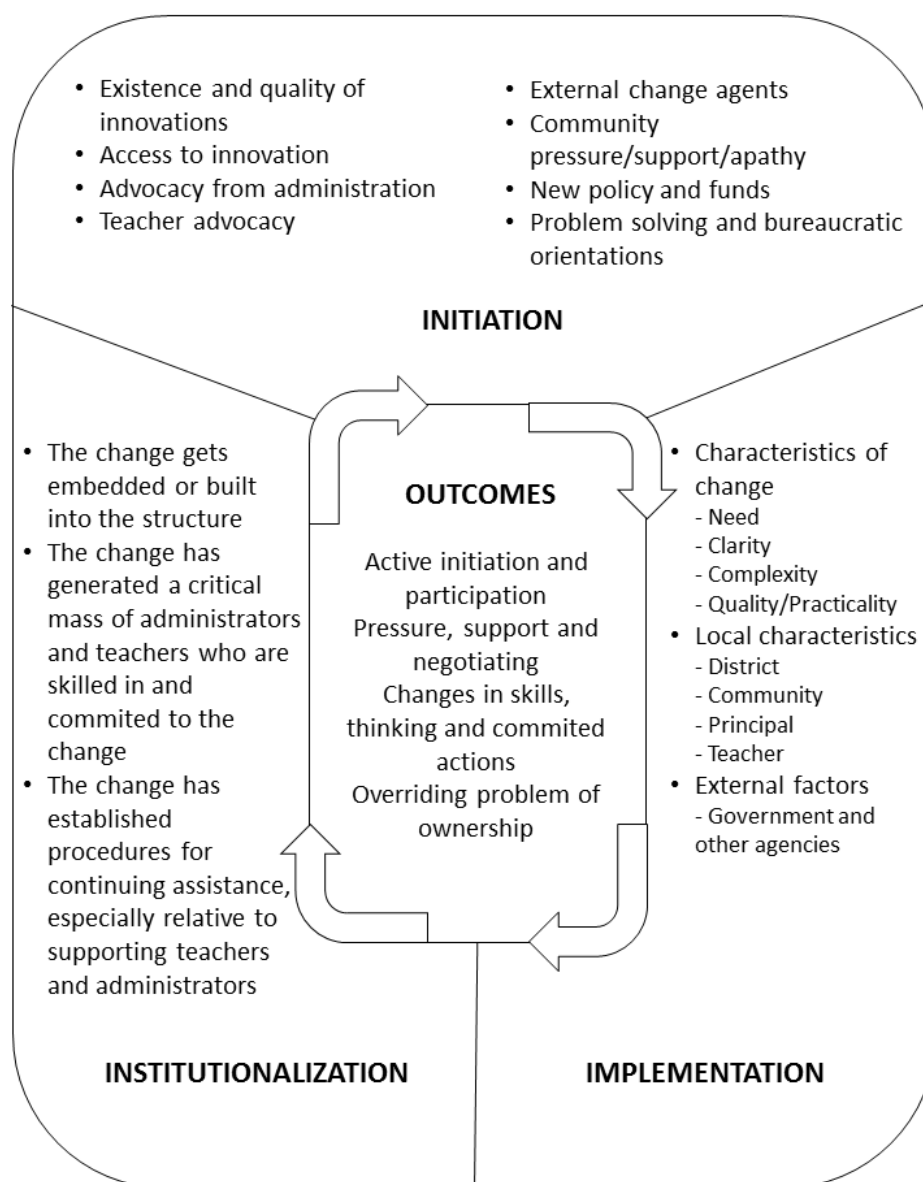 • Existence and quality of
innovations
• Access to innovation
• Advocacy from administration
• Teacher advocacy
• External change agents
• Community
pressure/support/apathy
• New policy and funds
• Problem solving and bureaucratic
orientations
INITIATION
• The change gets
embedded or built
into the structure
• The change has
generated a critical
mass of administrators
and teachers who are
skilled in and
commited to the
change
• The change has
established
procedures for
continuing assistance,
especially relative to
supporting teachers
and administrators
OUTCOMES
Active initiation and
participation
Pressure, support and
negotiating
Changes in skills,
thinking and commited
actions
Overriding problem of
ownership
• Characteristics of
change
- Need
- Clarity
- Complexity
- Quality/Practicality
• Local characteristics
- District
- Community
- Principal
- Teacher
• External factors
- Government and
other agencies
INSTITUTIONALIZATION
IMPLEMENTATION